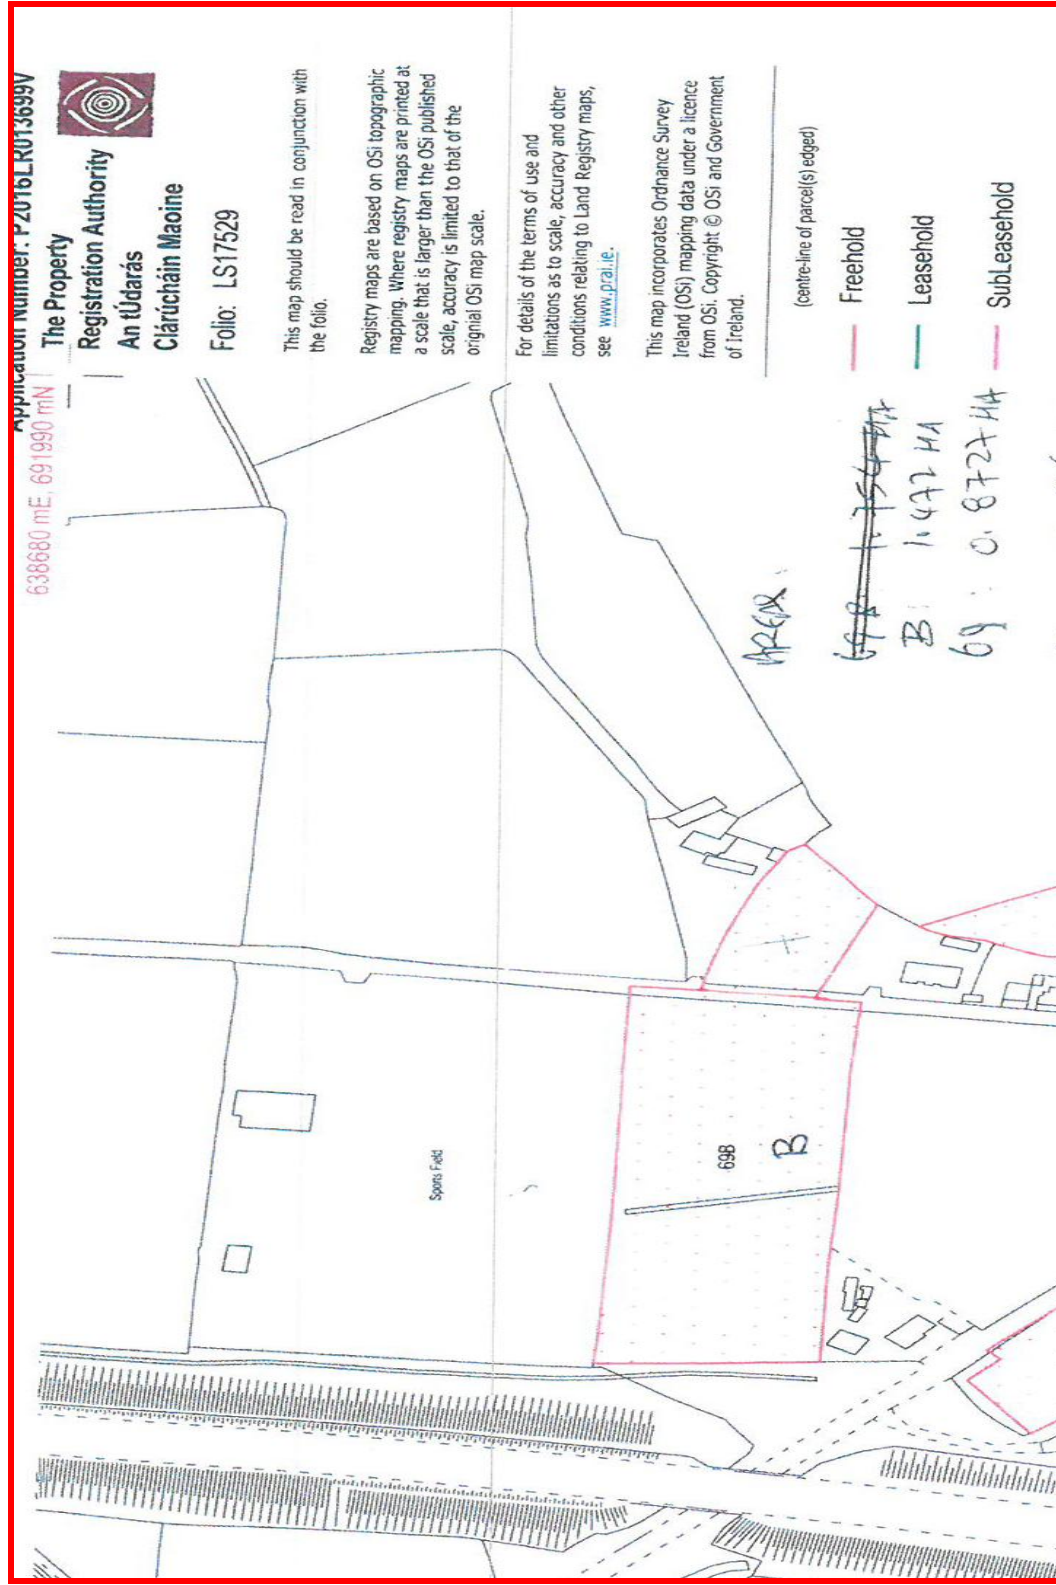 Application Number: P2016LR013699V
The Property
Registration Authority
An tÚdarás
Clárúcháin Maoine
Folio: LS17529
This map should be read in conjunction with
the folio.
Registry maps are based on OSi topographic
mapping. Where registry maps are printed at
a scale that is larger than the OSi published
scale, accuracy is limited to that of the
orignial OSi map scale.
For details of the terms of use and
limitations as to scale, accuracy and other
conditions relating to Land Registry maps,
see www.prai.ie.
This map incorporates Ordnance Survey
Ireland (OSi) mapping data under a licence
from OSi. Copyright © OSi and Government
of Ireland.
(centre-line of parcel(s) edged)
Freehold
Leasehold
SubLeasehold
638680 mE, 691990 mN
Sports Field
69B
B
AREA:
B: 1.477 HA
69: 0.8727 HA